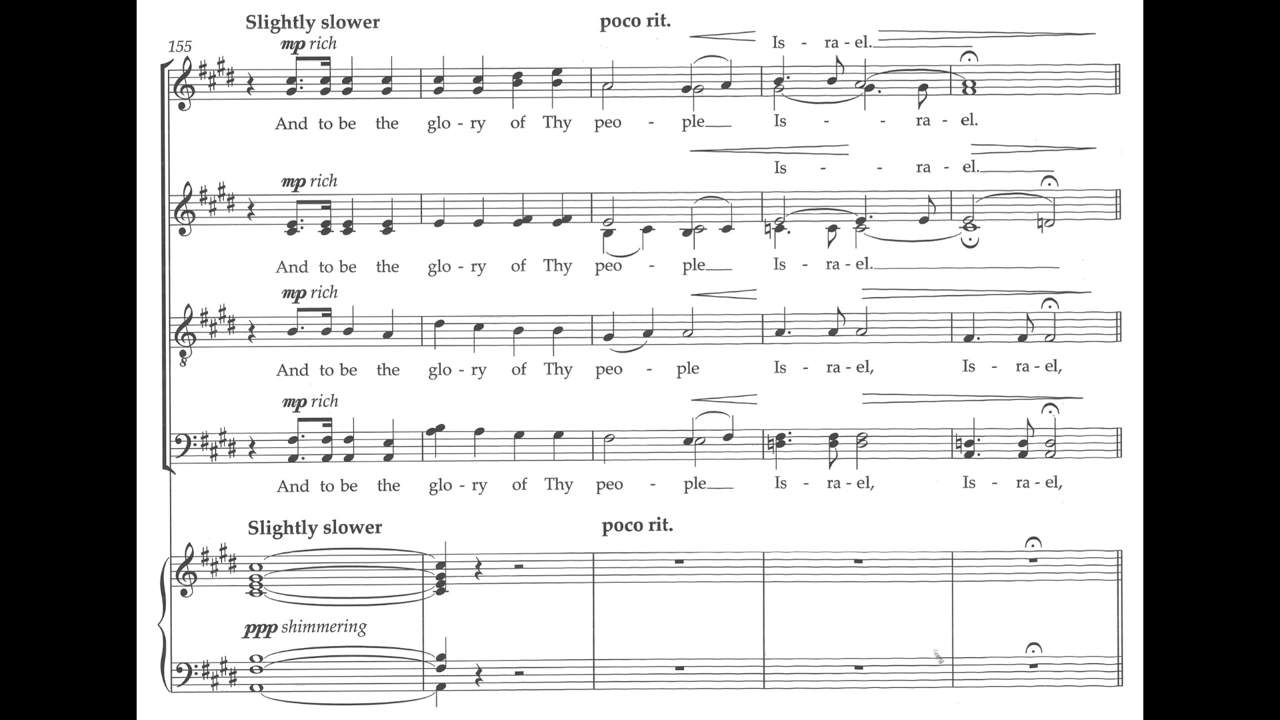 Slightly slower poco rit.
155 mp rich Is - ra - el.
And to be the glo - ry of Thy peo - ple Is - - ra - el.
Is - - ra - el.
mp rich
And to be the glo - ry of Thy peo - ple Is - ra - el.
mp rich
8
And to be the glo - ry of Thy peo - ple Is - ra - el, Is - ra - el,
mp rich
And to be the glo - ry of Thy peo - ple Is - ra - el, Is - ra - el,
Slightly slower poco rit.
ppp shimmering